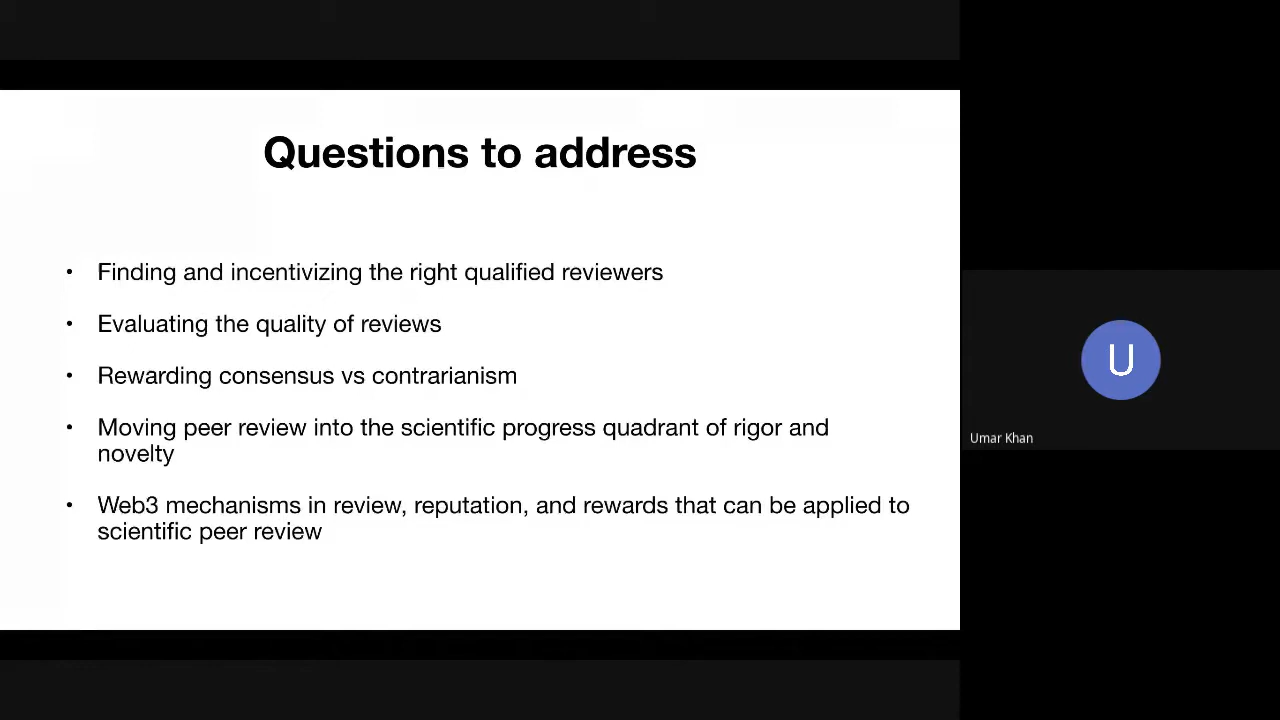 Questions to address
• Finding and incentivizing the right qualified reviewers
• Evaluating the quality of reviews
• Rewarding consensus vs contrarianism
• Moving peer review into the scientific progress quadrant of rigor and
novelty
• Web3 mechanisms in review, reputation, and rewards that can be applied to
scientific peer review
U
Umar Khan